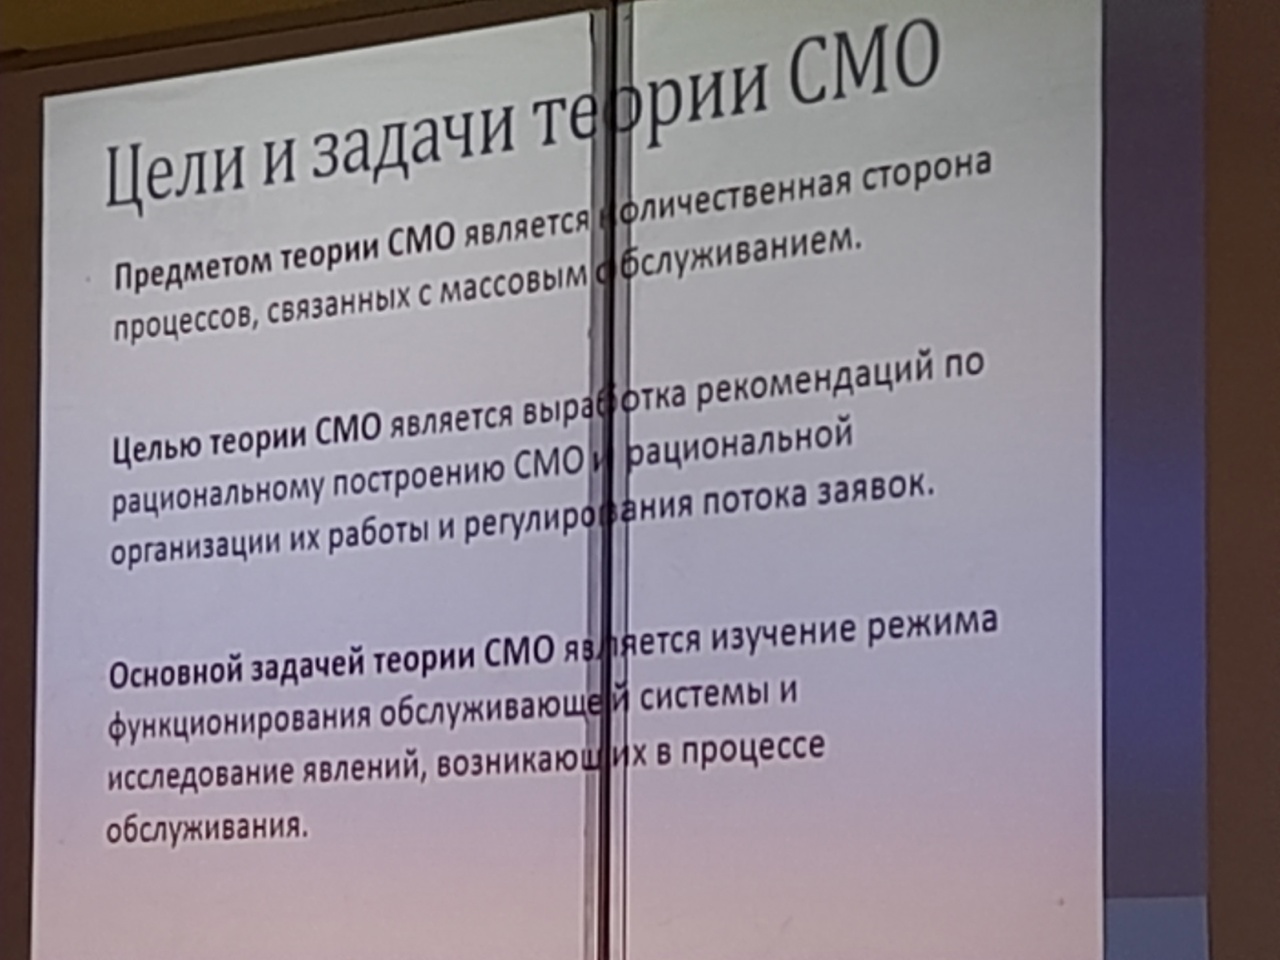 Цели и задачи теории СМО
Предметом теории СМО является количественная сторона
процессов, связанных с массовым обслуживанием.
Целью теории СМО является выработка рекомендаций по
рациональному построению СМО и рациональной
организации их работы и регулирования потока заявок.
Основной задачей теории СМО является изучение режима
функционирования обслуживающей системы и
исследование явлений, возникающих в процессе
обслуживания.